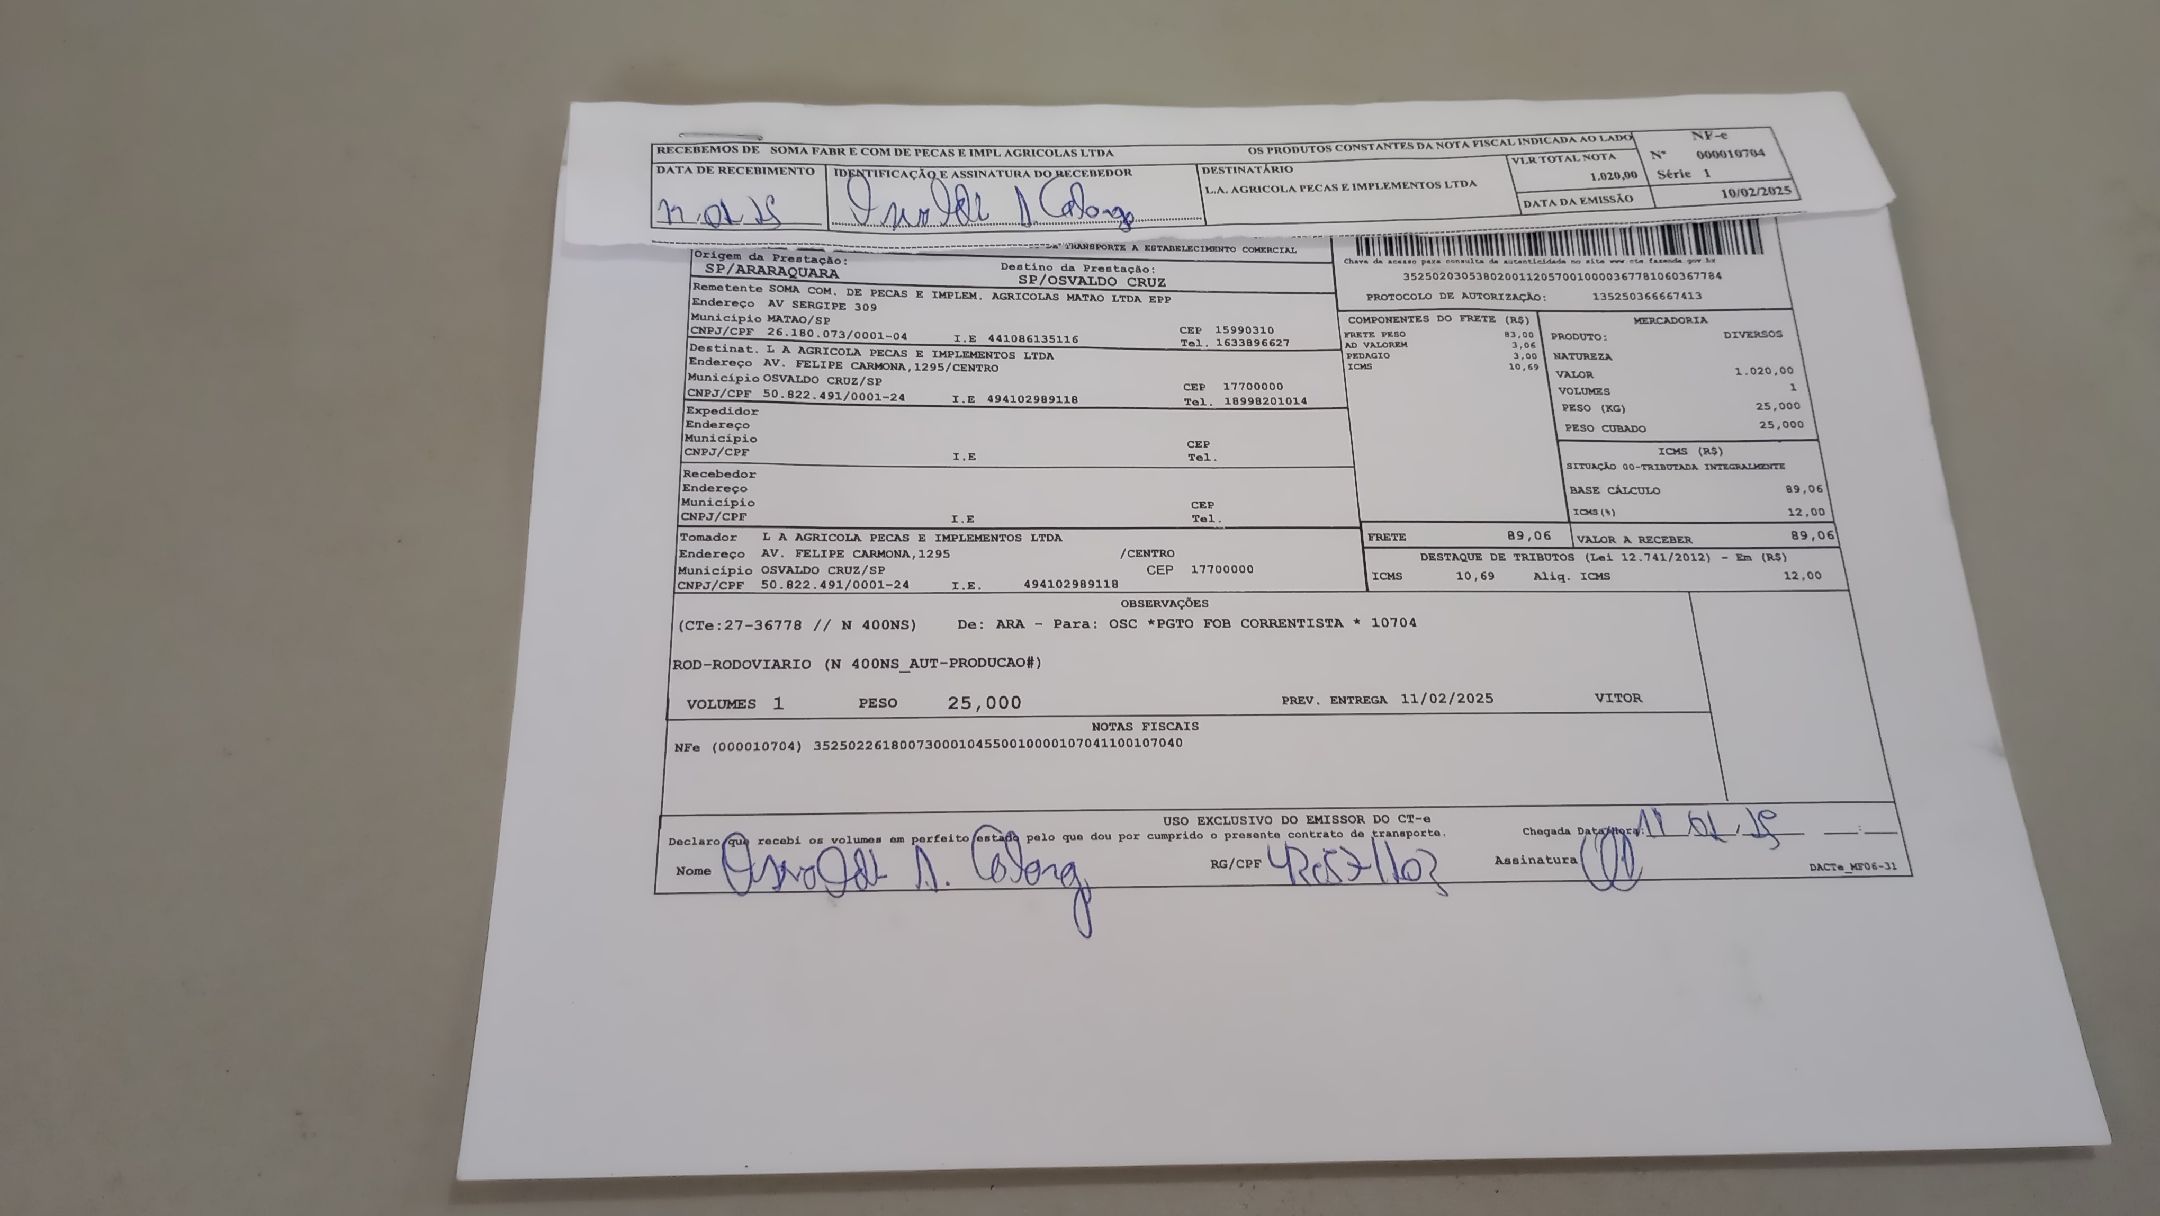 RECEBEMOS DE SOMA FABR E COM DE PECAS E IMPL AGRICOLAS LTDA OS PRODUTOS CONSTANTES DA NOTA FISCAL INDICADA AO LADO
NF-e
Nº 000010704
Série 1
DATA DE RECEBIMENTO
IDENTIFICAÇÃO E ASSINATURA DO RECEBEDOR
DESTINATÁRIO
L.A. AGRICOLA PECAS E IMPLEMENTOS LTDA
VLR TOTAL NOTA
1.020,00
DATA DA EMISSÃO 10/02/2025
TRANSPORTE A ESTABELECIMENTO COMERCIAL
Origem da Prestação:
SP/ARARAQUARA
Destino da Prestação:
SP/OSVALDO CRUZ
Chave de acesso para consulta de autenticidade no site www.cte.fazenda.gov.br
35250203053802001120570010000367781060367784
PROTOCOLO DE AUTORIZAÇÃO: 135250366667413
Remetente SOMA COM. DE PECAS E IMPLEM. AGRICOLAS MATAO LTDA EPP
Endereço AV SERGIPE 309
Município MATAO/SP CEP 15990310
CNPJ/CPF 26.180.073/0001-04 I.E 441086135116 Tel. 1633896627
Destinat. L A AGRICOLA PECAS E IMPLEMENTOS LTDA
Endereço AV. FELIPE CARMONA,1295/CENTRO
Município OSVALDO CRUZ/SP CEP 17700000
CNPJ/CPF 50.822.491/0001-24 I.E 494102989118 Tel. 18998201014
Expedidor
Endereço
Município CEP
CNPJ/CPF I.E Tel.
Recebedor
Endereço
Município CEP
CNPJ/CPF I.E Tel.
Tomador L A AGRICOLA PECAS E IMPLEMENTOS LTDA
Endereço AV. FELIPE CARMONA,1295 /CENTRO
Município OSVALDO CRUZ/SP CEP 17700000
CNPJ/CPF 50.822.491/0001-24 I.E. 494102989118
COMPONENTES DO FRETE (R$)
FRETE PESO 83,00
AD VALOREM 3,06
PEDAGIO 3,00
ICMS 10,69
MERCADORIA
PRODUTO: DIVERSOS
NATUREZA
VALOR 1.020,00
VOLUMES 1
PESO (KG) 25,000
PESO CUBADO 25,000
ICMS (R$)
SITUAÇÃO 00-TRIBUTADA INTEGRALMENTE
BASE CÁLCULO 89,06
ICMS(%) 12,00
FRETE 89,06 VALOR A RECEBER 89,06
DESTAQUE DE TRIBUTOS (Lei 12.741/2012) - Em (R$)
ICMS 10,69 Aliq. ICMS 12,00
OBSERVAÇÕES
(CTe:27-36778 // N 400NS) De: ARA - Para: OSC *PGTO FOB CORRENTISTA * 10704
ROD-RODOVIARIO (N 400NS_AUT-PRODUCAO#)
VOLUMES 1 PESO 25,000 PREV. ENTREGA 11/02/2025 VITOR
NOTAS FISCAIS
NFe (000010704) 35250226180073000104550010000107041100107040
USO EXCLUSIVO DO EMISSOR DO CT-e
Declaro que recebi os volumes em perfeito estado pelo que dou por cumprido o presente contrato de transporte.
Chegada Data/Hora:
Nome RG/CPF Assinatura
DACTe_MF06-31